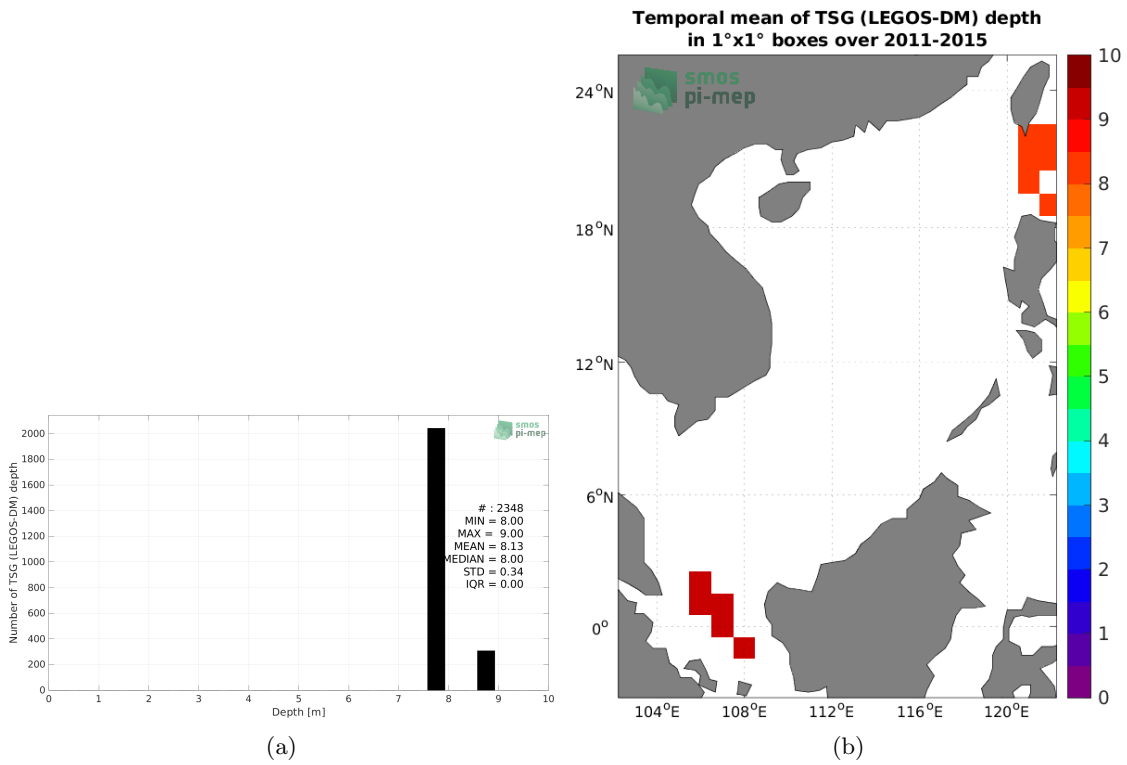 Temporal mean of TSG (LEGOS-DM) depth
in 1°x1° boxes over 2011-2015
smos
pi-mep
24°N
18°N
12°N
6°N
0°
104°E
108°E
112°E
116°E
120°E
10
9
8
7
6
5
4
3
2
1
0
smos
pi-mep
Number of TSG (LEGOS-DM) depth
2000
1800
1600
1400
1200
1000
800
600
400
200
0
# : 2348
MIN = 8.00
MAX = 9.00
MEAN = 8.13
MEDIAN = 8.00
STD = 0.34
IQR = 0.00
0 1 2 3 4 5 6 7 8 9 10
Depth [m]
(a)
(b)